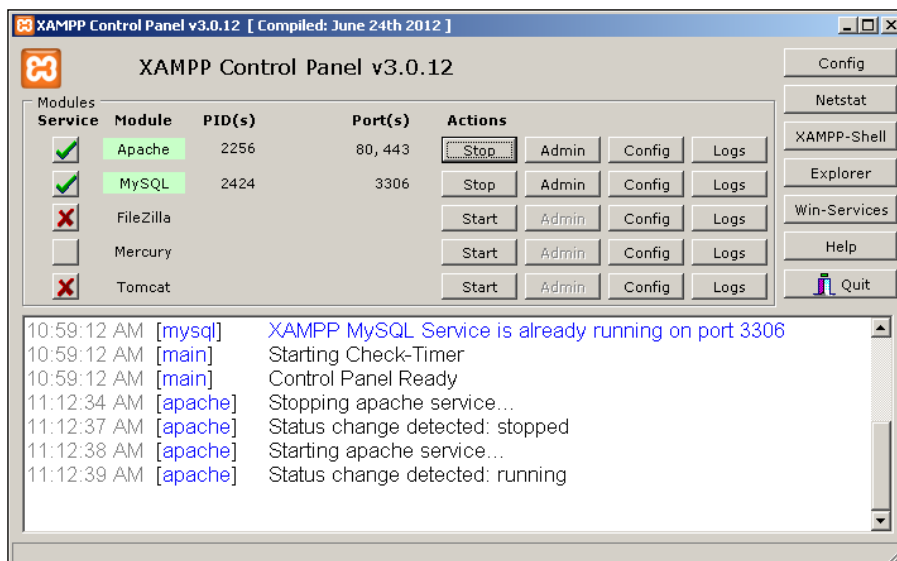 XAMPP Control Panel v3.0.12 [ Compiled: June 24th 2012 ]
XAMPP Control Panel v3.0.12
Config
Modules
Netstat
Service Module PID(s) Port(s) Actions
XAMPP-Shell
Apache 2256 80, 443 Stop Admin Config Logs
Explorer
MySQL 2424 3306 Stop Admin Config Logs
Win-Services
FileZilla Start Admin Config Logs
Help
Mercury Start Admin Config Logs
Quit
Tomcat Start Admin Config Logs
10:59:12 AM [mysql] XAMPP MySQL Service is already running on port 3306
10:59:12 AM [main] Starting Check-Timer
10:59:12 AM [main] Control Panel Ready
11:12:34 AM [apache] Stopping apache service...
11:12:37 AM [apache] Status change detected: stopped
11:12:38 AM [apache] Starting apache service...
11:12:39 AM [apache] Status change detected: running